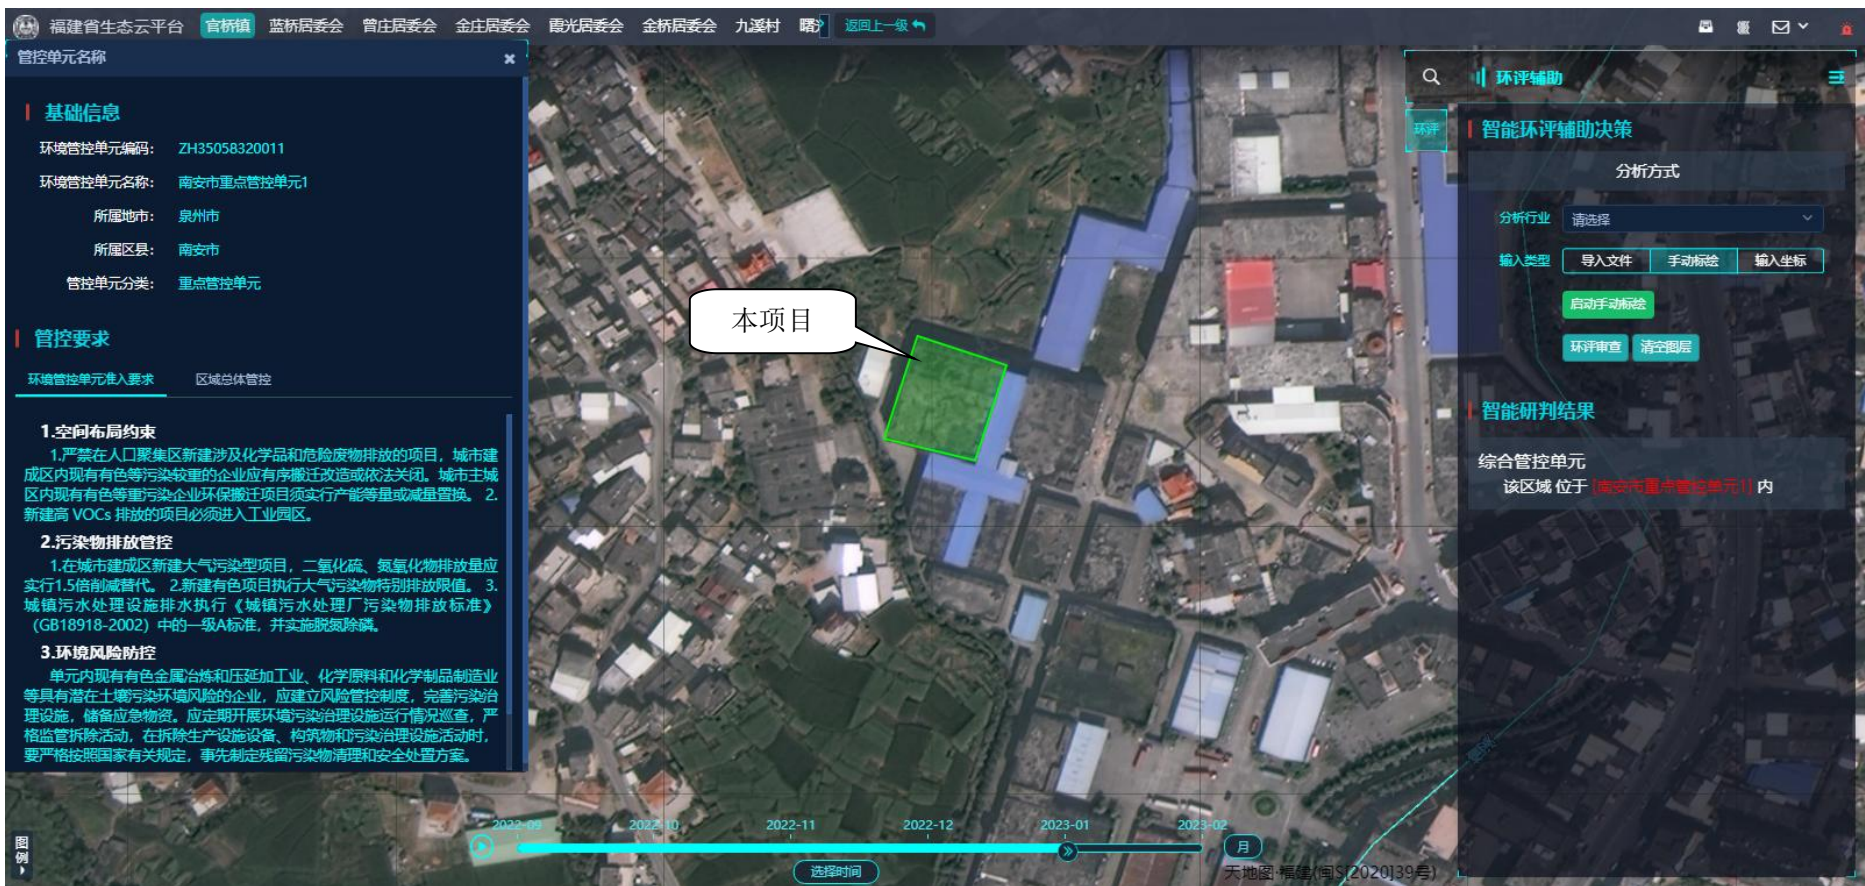 福建省生态云平台 官桥镇 蓝桥居委会 曾庄居委会 金庄居委会 霞光居委会 金桥居委会 九溪村 返回上一级
管控单元名称
基础信息
环境管控单元编码： ZH35058320011
环境管控单元名称： 南安市重点管控单元1
所属地市： 泉州市
所属区县： 南安市
管控单元分类： 重点管控单元
管控要求
环境管控单元准入要求 区域总体管控
1.空间布局约束
1.严禁在人口聚集区新建涉及化学品和危险废物排放的项目，城市建
成区内现有有色等污染较重的企业应有序搬迁改造或依法关闭。城市主城
区内现有有色等重污染企业环保搬迁项目须实行产能等量或减量置换。 2.
新建高 VOCs 排放的项目必须进入工业园区。
2.污染物排放管控
1.在城市建成区新建大气污染型项目，二氧化硫、氮氧化物排放量应
实行1.5倍削减替代。 2.新建有色项目执行大气污染物特别排放限值。 3.
城镇污水处理设施排水执行《城镇污水处理厂污染物排放标准》
（GB18918-2002）中的一级A标准，并实施脱氮除磷。
3.环境风险防控
单元内现有有色金属冶炼和压延加工业、化学原料和化学制品制造业
等具有潜在土壤污染环境风险的企业，应建立风险管控制度，完善污染治
理设施，储备应急物资。应定期开展环境污染治理设施运行情况巡查，严
格监管拆除活动，在拆除生产设施设备、构筑物和污染治理设施活动时，
要严格按照国家有关规定，事先制定残留污染物清理和安全处置方案。
图例
本项目
2022-09 2022-10 2022-11 2022-12 2023-01 2023-02
月
选择时间
天地图·福建(闽S[2020]39号)
环评
环评辅助
智能环评辅助决策
分析方式
分析行业 请选择
输入类型 导入文件 手动标绘 输入坐标
启动手动标绘
环评审查 清空图层
智能研判结果
综合管控单元
该区域 位于 [南安市重点管控单元1] 内